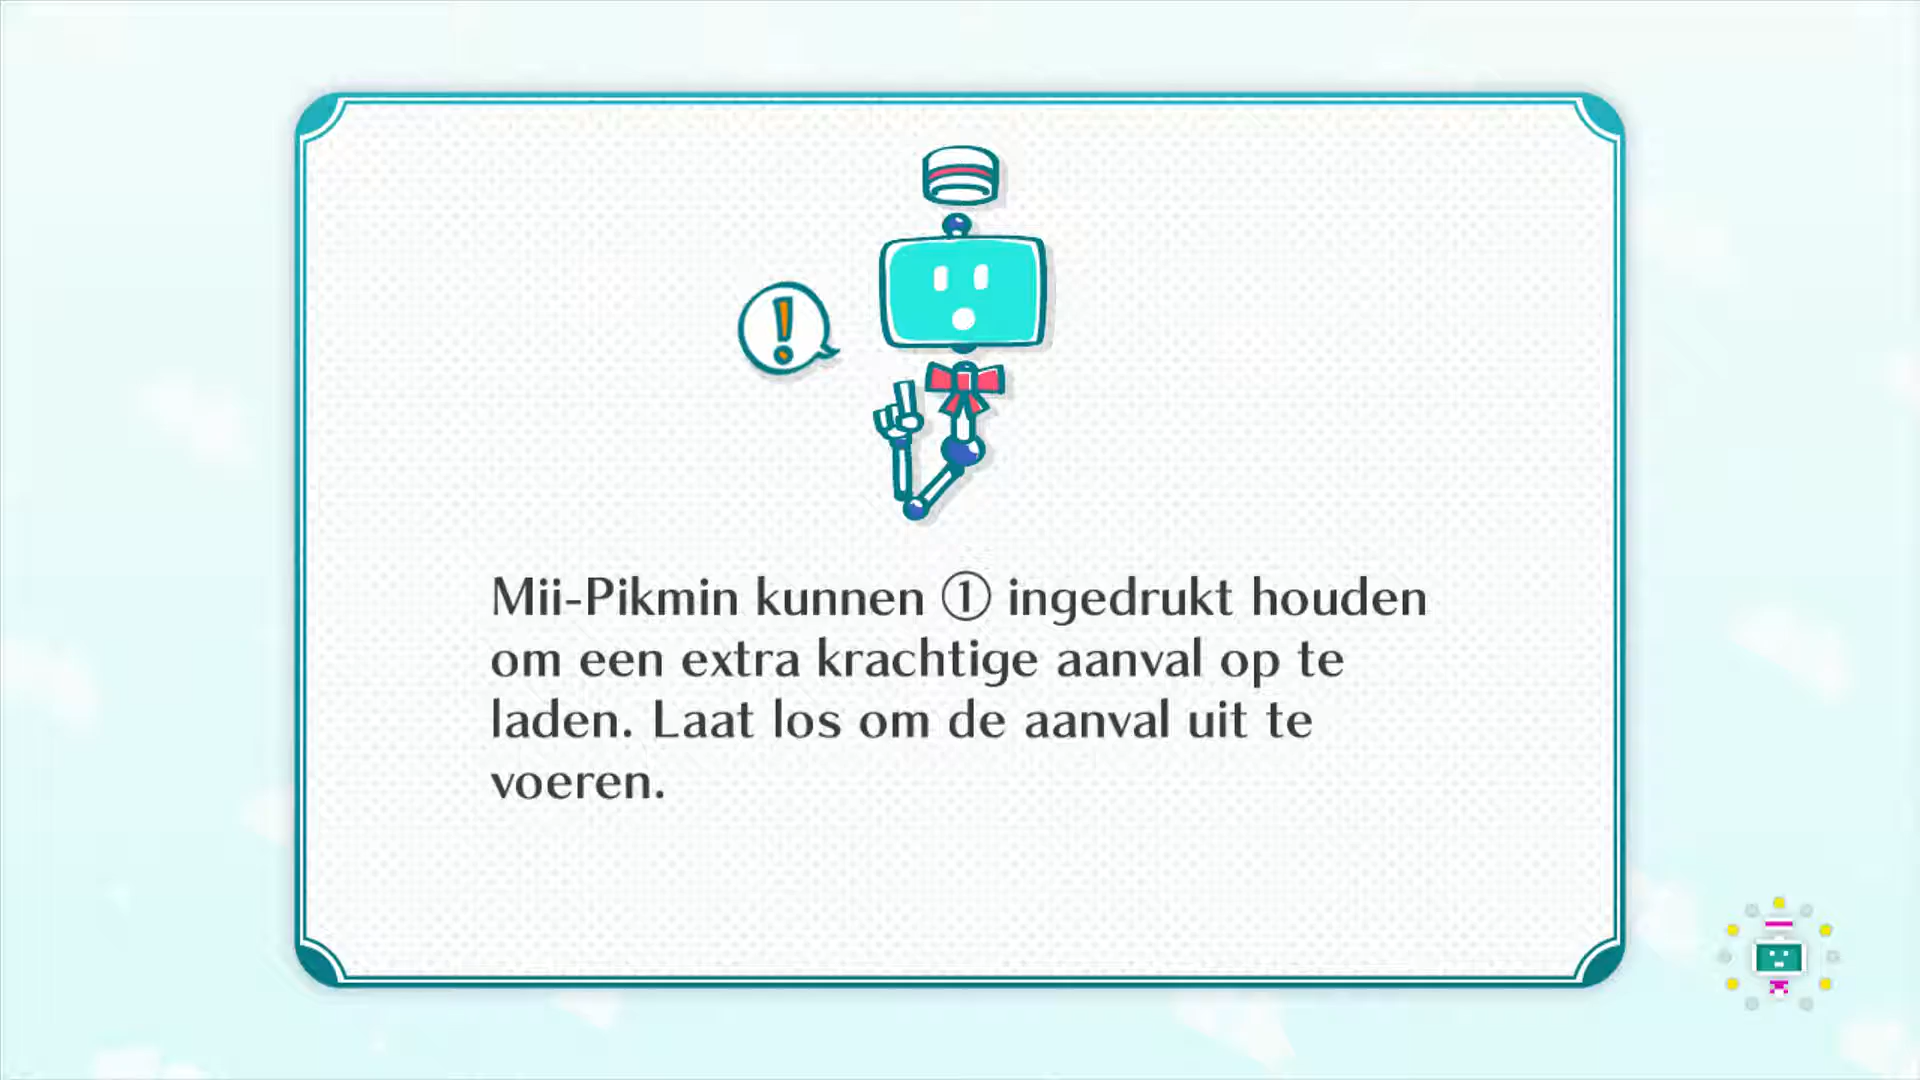 !
Mii-Pikmin kunnen ① ingedrukt houden
om een extra krachtige aanval op te
laden. Laat los om de aanval uit te
voeren.